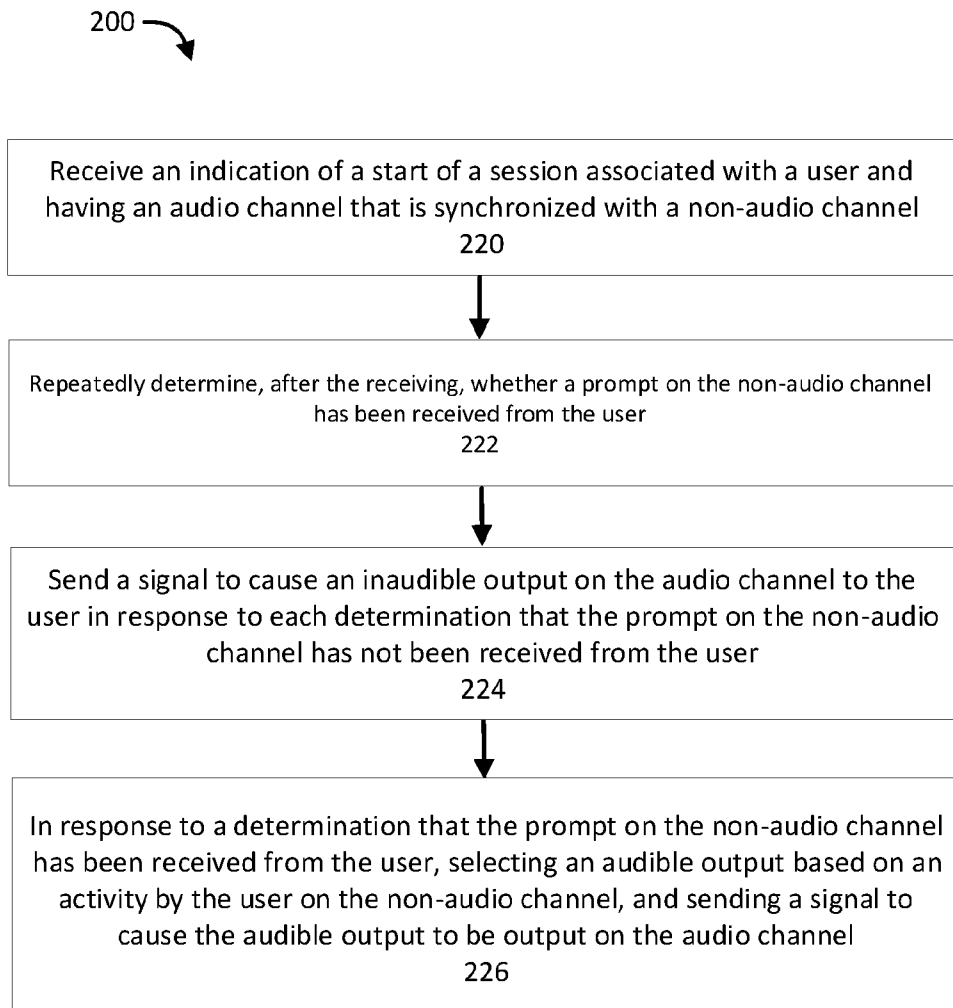 200
Receive an indication of a start of a session associated with a user and
having an audio channel that is synchronized with a non-audio channel
220
Repeatedly determine, after the receiving, whether a prompt on the non-audio channel
has been received from the user
222
Send a signal to cause an inaudible output on the audio channel to the
user in response to each determination that the prompt on the non-audio
channel has not been received from the user
224
In response to a determination that the prompt on the non-audio channel
has been received from the user, selecting an audible output based on an
activity by the user on the non-audio channel, and sending a signal to
cause the audible output to be output on the audio channel
226